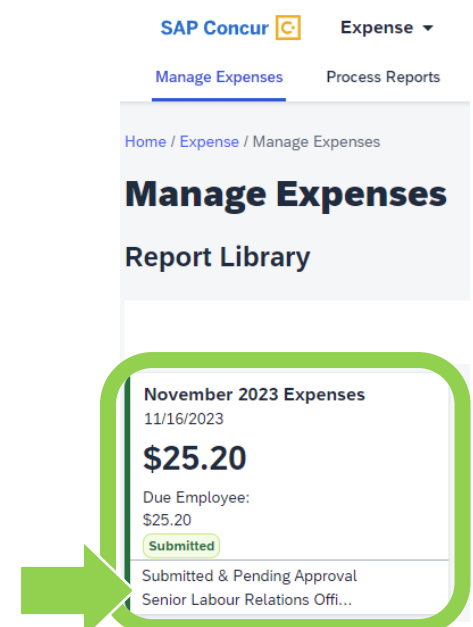 SAP Concur C Expense
Manage Expenses Process Reports
Home / Expense / Manage Expenses
Manage Expenses
Report Library
November 2023 Expenses
11/16/2023
$25.20
Due Employee:
$25.20
Submitted
Submitted & Pending Approval
Senior Labour Relations Offi...